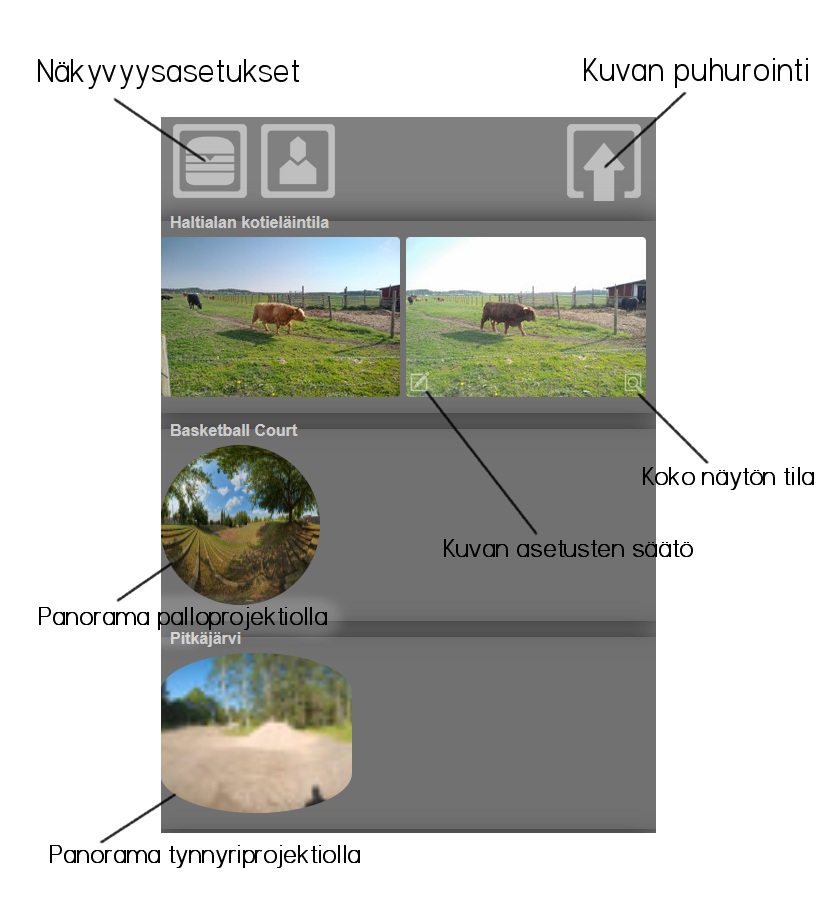 Näkyvyysasetukset
Kuvan puhurointi
Haltialan kotieläintila
Basketball Court
Koko näytön tila
Kuvan asetusten säätö
Panorama palloprojektiolla
Pitkäjärvi
Panorama tynnyriprojektiolla